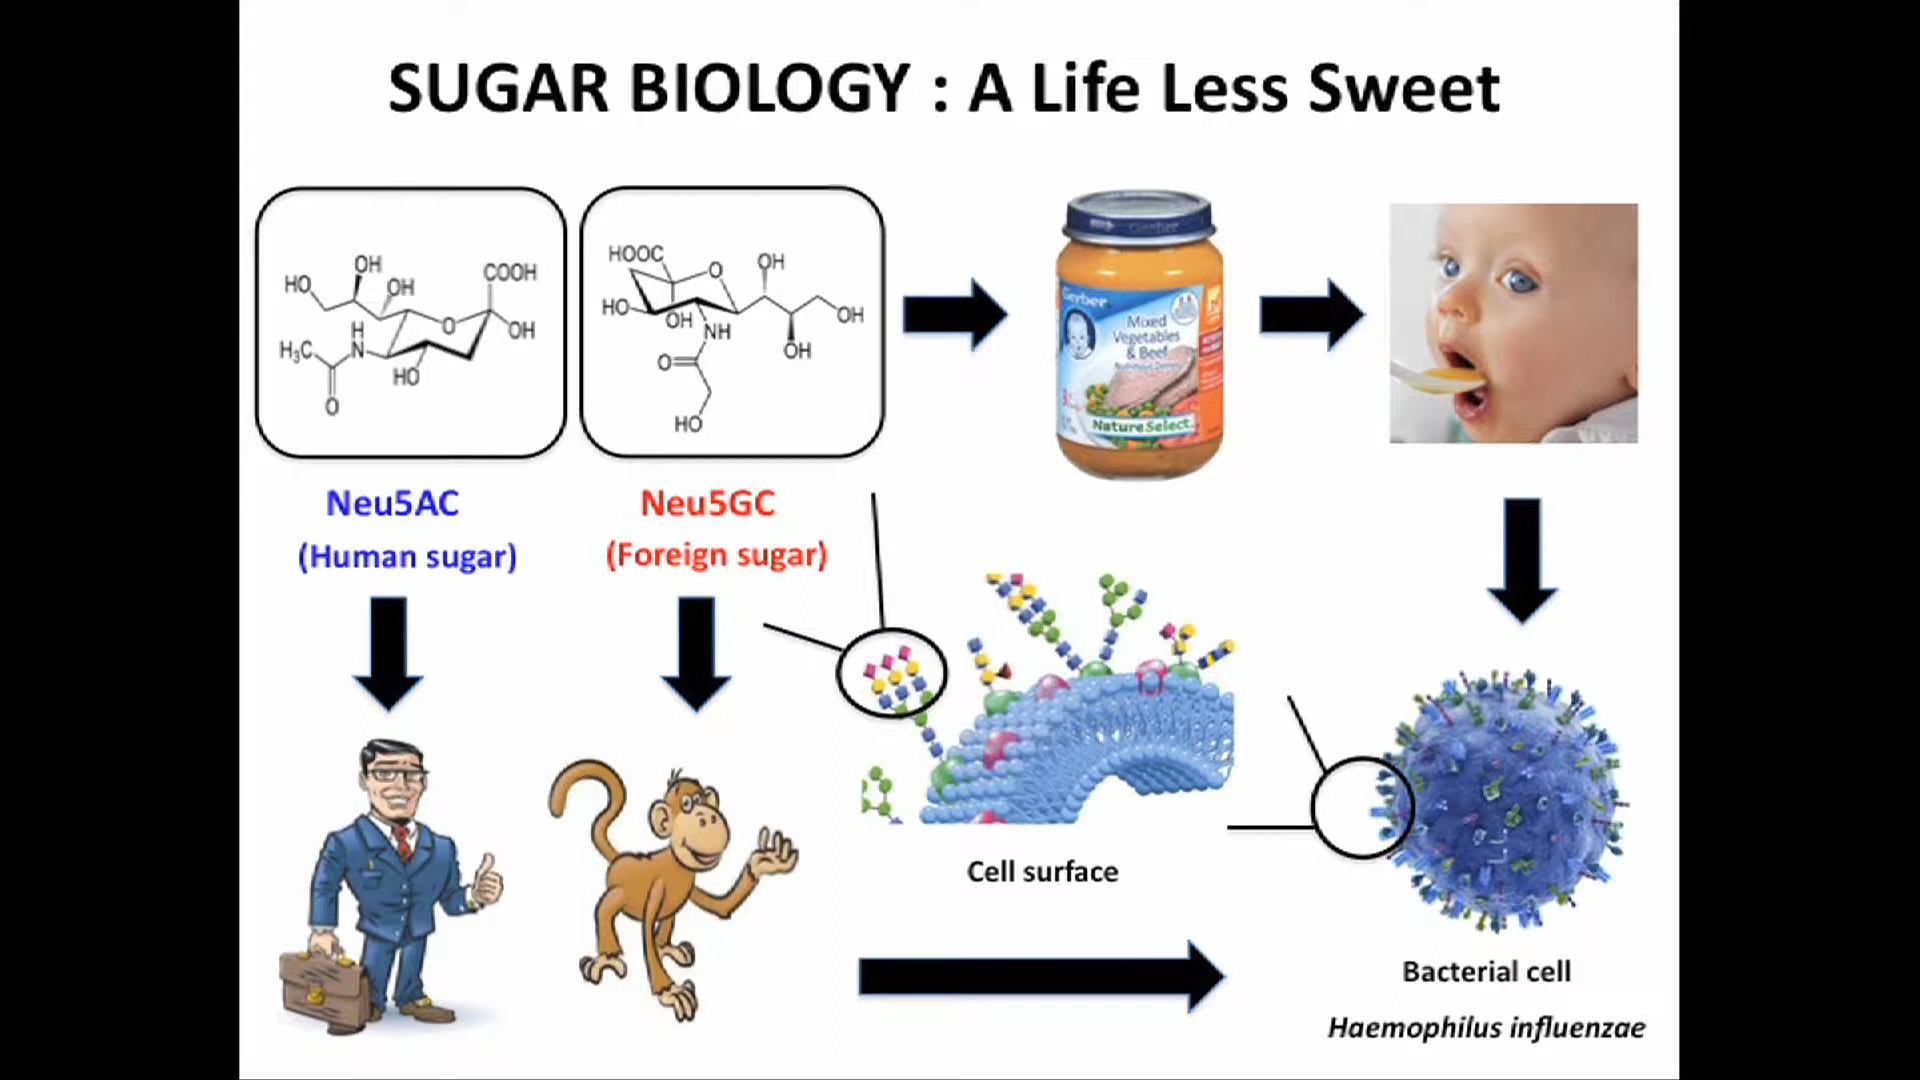 SUGAR BIOLOGY : A Life Less Sweet
HO
OH
OH
COOH
O
OH
H
N
H₃C
HO
O
HOOC
O
OH
HO
OH
NH
OH
OH
O
HO
Gerber
Gerber
Mixed
Vegetables
& Beef
NatureSelect
Neu5AC
(Human sugar)
Neu5GC
(Foreign sugar)
Cell surface
Bacterial cell
Haemophilus influenzae